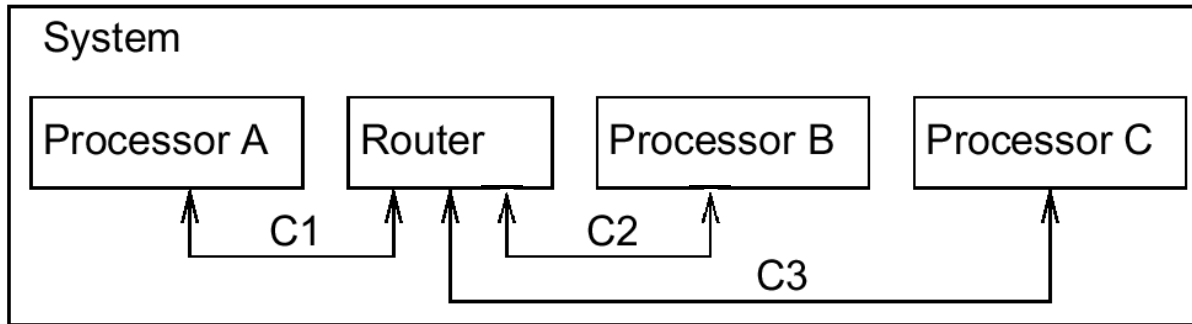 System
Processor A
Router
Processor B
Processor C
C1
C2
C3